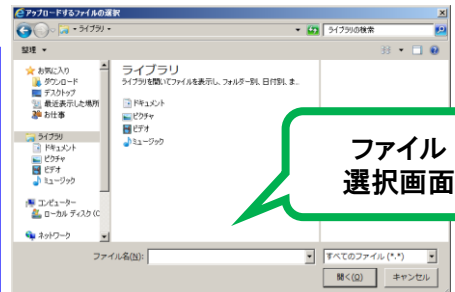 アップロードするファイルの選択
ライブラリ
ライブラリの検索
整理
お気に入り
ダウンロード
デスクトップ
最近表示した場所
お仕事
ライブラリ
ドキュメント
ピクチャ
ビデオ
ミュージック
コンピューター
ローカル ディスク (C
ネットワーク
ライブラリ
ライブラリを開いてファイルを表示し、フォルダー別、日付別、ま...
ドキュメント
ピクチャ
ビデオ
ミュージック
ファイル
選択画面
ファイル名(N):
すべてのファイル (*.*)
開く(O)
キャンセル